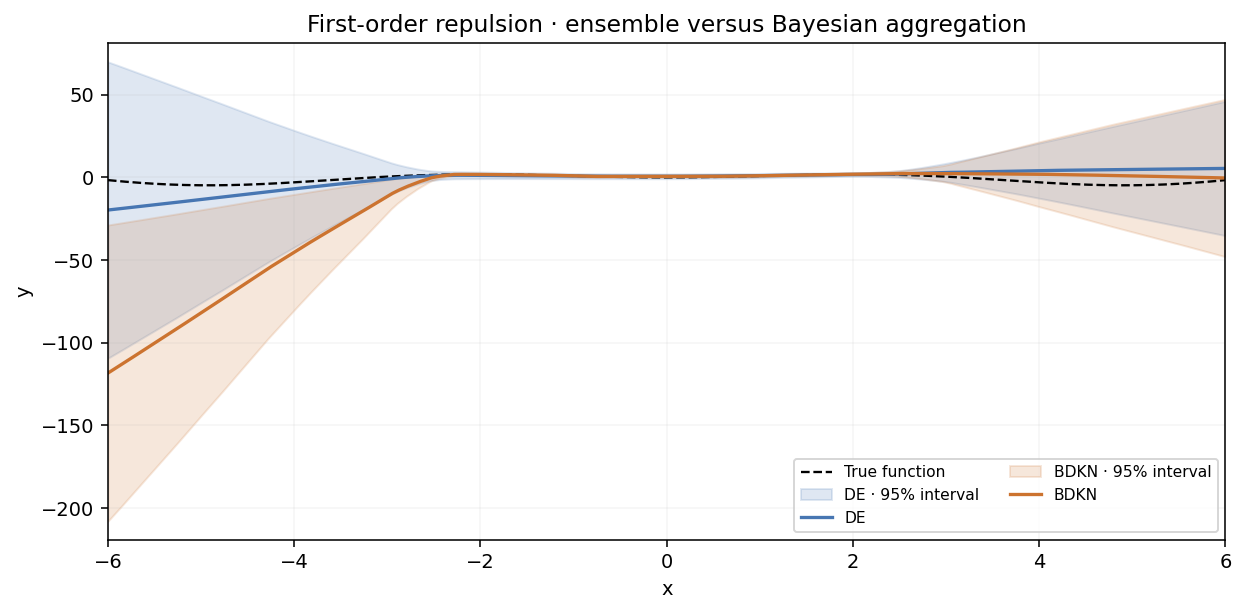 First-order repulsion · ensemble versus Bayesian aggregation
y
50
0
−50
−100
−150
−200
−6
−4
−2
0
2
4
6
x
True function
DE · 95% interval
DE
BDKN · 95% interval
BDKN